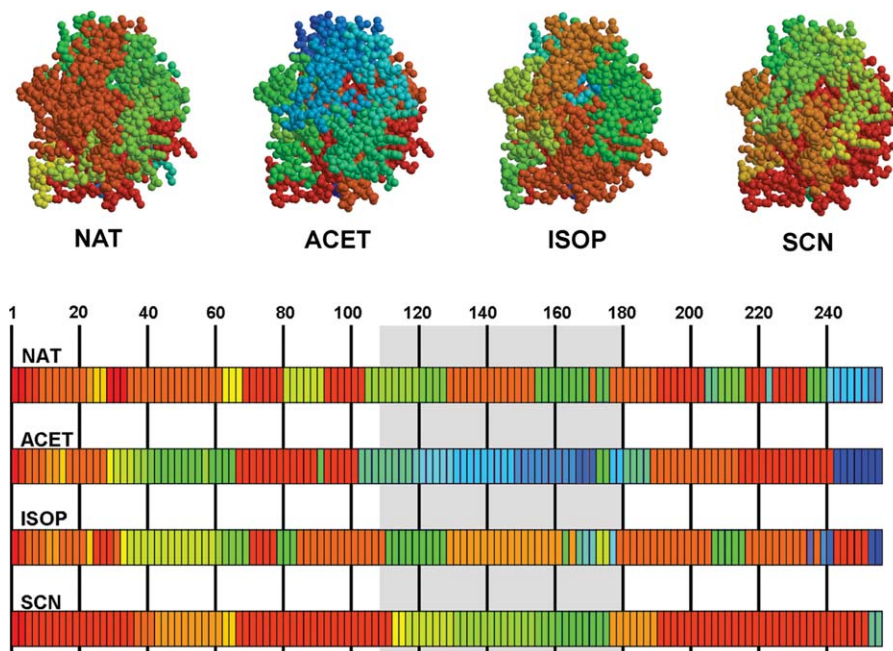 NAT ACET ISOP SCN
1 20 40 60 80 100 120 140 160 180 200 220 240
NAT
ACET
ISOP
SCN